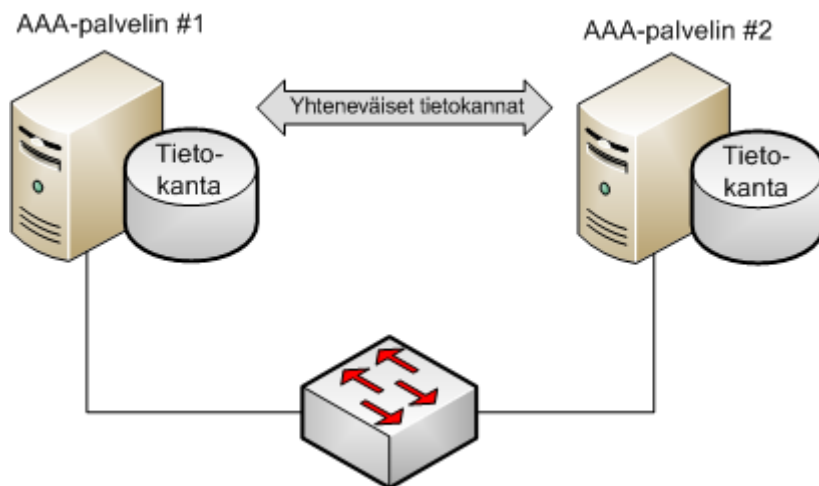 AAA-palvelin #1
AAA-palvelin #2
Yhteneväiset tietokannat
Tieto-
kanta
Tieto-
kanta